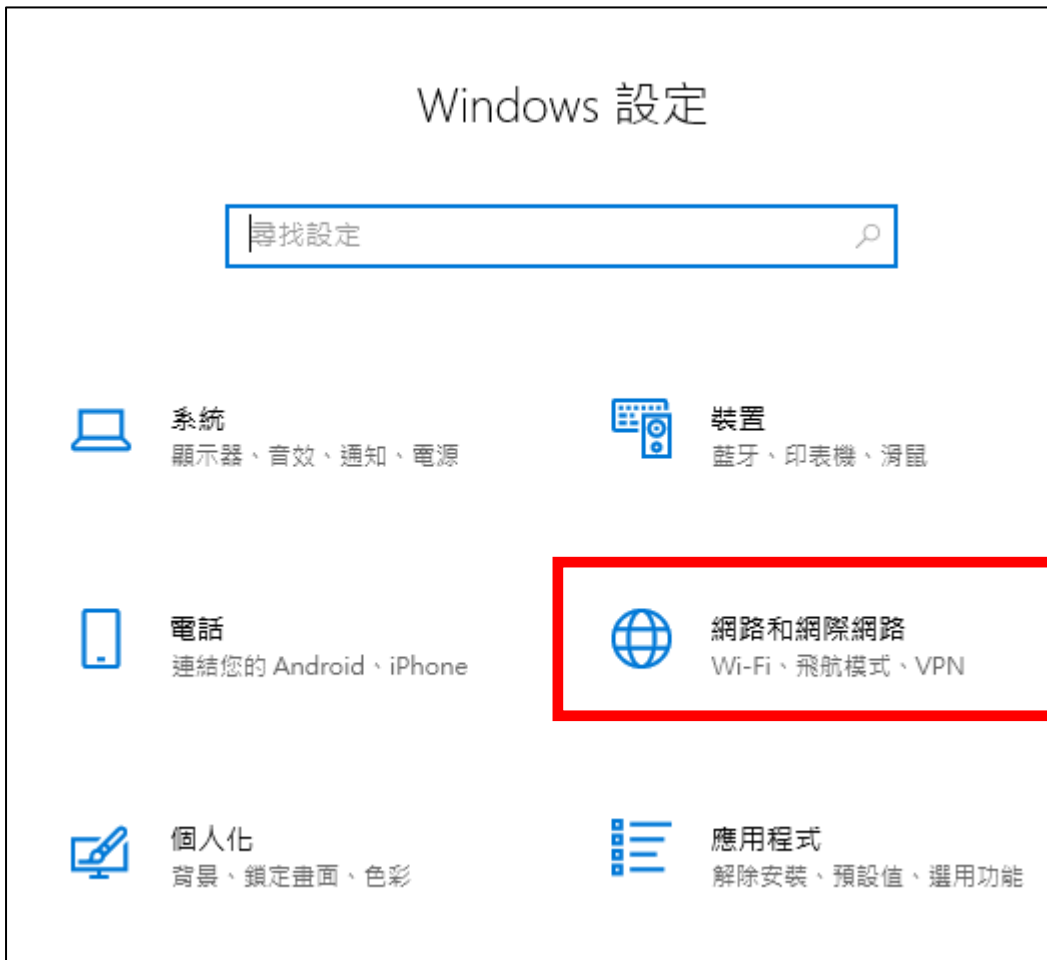 Windows 設定
尋找設定
系統
顯示器、音效、通知、電源
裝置
藍牙、印表機、滑鼠
電話
連結您的 Android、iPhone
網路和網際網路
Wi-Fi、飛航模式、VPN
個人化
背景、鎖定畫面、色彩
應用程式
解除安裝、預設值、選用功能